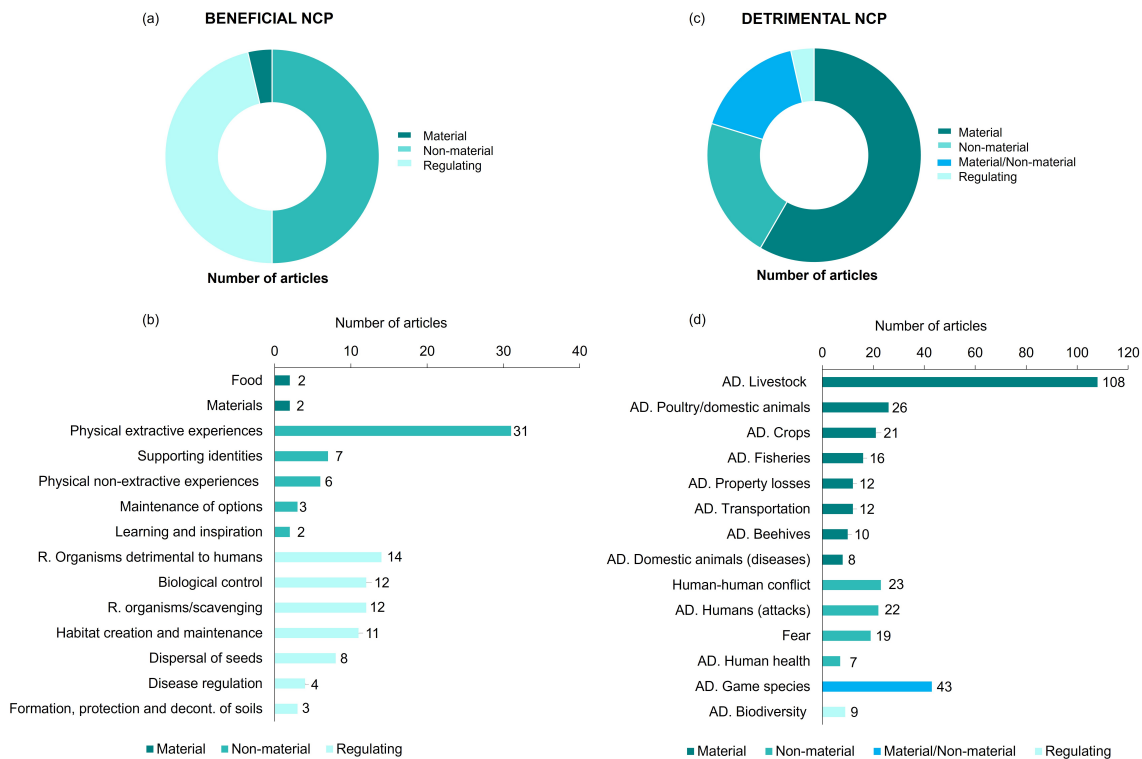 (a) BENEFICIAL NCP
Material
Non-material
Regulating
Number of articles
(b)
Number of articles
0 10 20 30 40
Food 2
Materials 2
Physical extractive experiences 31
Supporting identities 7
Physical non-extractive experiences 6
Maintenance of options 3
Learning and inspiration 2
R. Organisms detrimental to humans 14
Biological control 12
R. organisms/scavenging 12
Habitat creation and maintenance 11
Dispersal of seeds 8
Disease regulation 4
Formation, protection and decont. of soils 3
Material Non-material Regulating
(c) DETRIMENTAL NCP
Material
Non-material
Material/Non-material
Regulating
Number of articles
(d)
Number of articles
0 20 40 60 80 100 120
AD. Livestock 108
AD. Poultry/domestic animals 26
AD. Crops 21
AD. Fisheries 16
AD. Property losses 12
AD. Transportation 12
AD. Beehives 10
AD. Domestic animals (diseases) 8
Human-human conflict 23
AD. Humans (attacks) 22
Fear 19
AD. Human health 7
AD. Game species 43
AD. Biodiversity 9
Material Non-material Material/Non-material Regulating